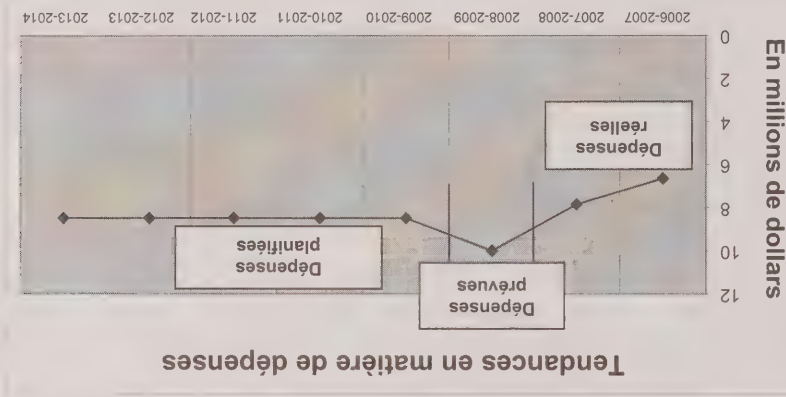 Tendances en matière de dépenses
En millions de dollars
12
10
8
6
4
2
0
Dépenses
réelles
Dépenses
prévues
Dépenses
planifiées
2006-2007 2007-2008 2008-2009 2009-2010 2010-2011 2011-2012 2012-2013 2013-2014